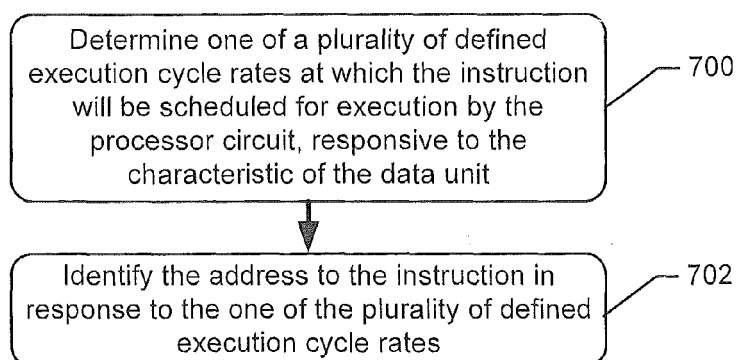 Determine one of a plurality of defined
execution cycle rates at which the instruction
will be scheduled for execution by the
processor circuit, responsive to the
characteristic of the data unit
700
Identify the address to the instruction in
response to the one of the plurality of defined
execution cycle rates
702